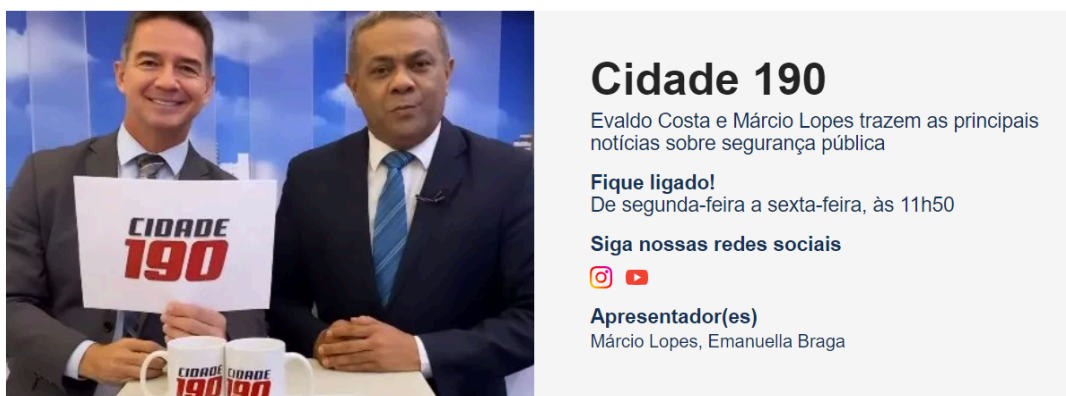 CIDADE
190
CIDADE
190
CIDADE
190
Cidade 190
Evaldo Costa e Márcio Lopes trazem as principais
notícias sobre segurança pública
Fique ligado!
De segunda-feira a sexta-feira, às 11h50
Siga nossas redes sociais
Apresentador(es)
Márcio Lopes, Emanuella Braga